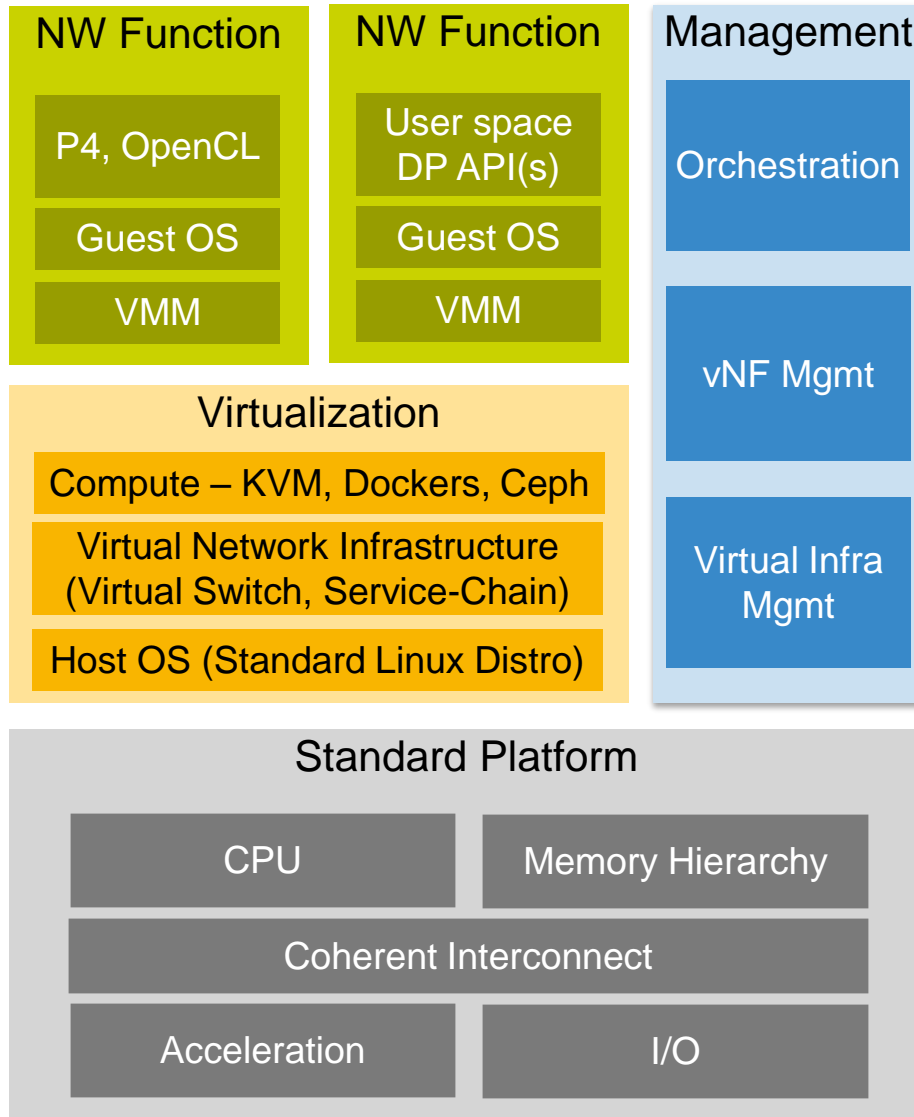 NW Function
P4, OpenCL
Guest OS
VMM
NW Function
User space
DP API(s)
Guest OS
VMM
Management
Orchestration
vNF Mgmt
Virtual Infra
Mgmt
Virtualization
Compute – KVM, Dockers, Ceph
Virtual Network Infrastructure
(Virtual Switch, Service-Chain)
Host OS (Standard Linux Distro)
Standard Platform
CPU
Memory Hierarchy
Coherent Interconnect
Acceleration
I/O